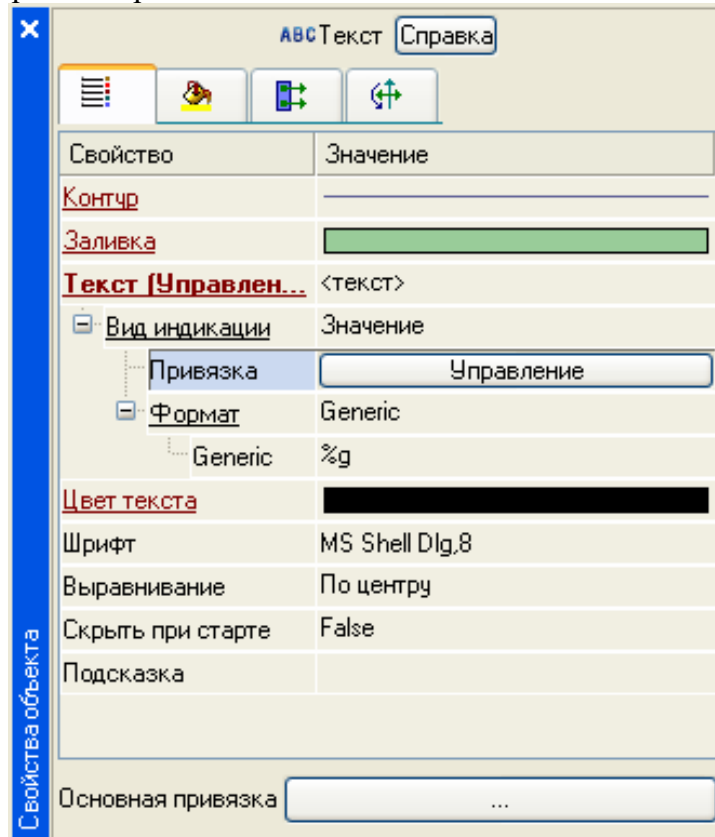 ABC Текст Справка
Свойство Значение
Контур
Заливка
Текст (Управлен... <текст>
Вид индикации Значение
Привязка Управление
Формат Generic
Generic %g
Цвет текста
Шрифт MS Shell Dlg,8
Выравнивание По центру
Скрыть при старте False
Подсказка
Основная привязка ...
Свойства объекта